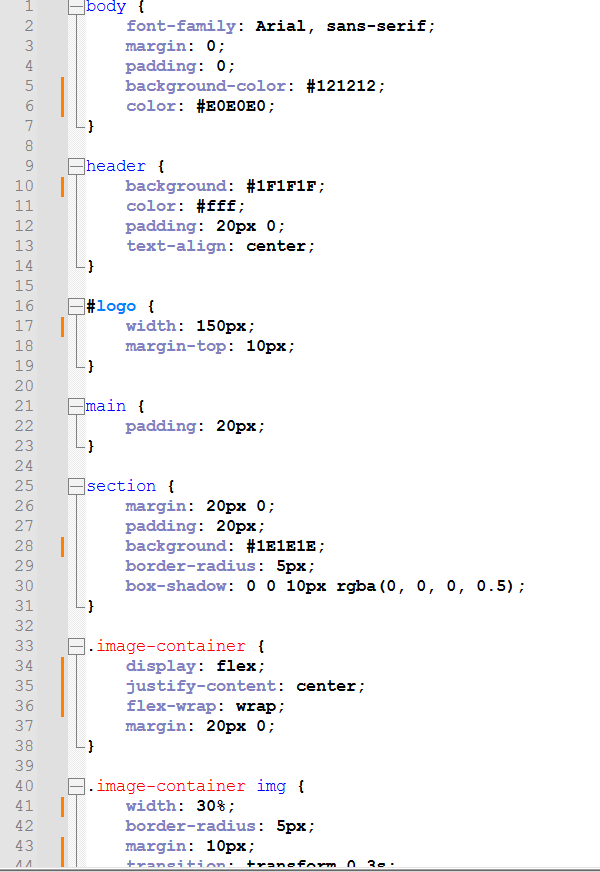 1 body {
2 font-family: Arial, sans-serif;
3 margin: 0;
4 padding: 0;
5 background-color: #121212;
6 color: #E0E0E0;
7 }
8
9 header {
10 background: #1F1F1F;
11 color: #fff;
12 padding: 20px 0;
13 text-align: center;
14 }
15
16 #logo {
17 width: 150px;
18 margin-top: 10px;
19 }
20
21 main {
22 padding: 20px;
23 }
24
25 section {
26 margin: 20px 0;
27 padding: 20px;
28 background: #1E1E1E;
29 border-radius: 5px;
30 box-shadow: 0 0 10px rgba(0, 0, 0, 0.5);
31 }
32
33 .image-container {
34 display: flex;
35 justify-content: center;
36 flex-wrap: wrap;
37 margin: 20px 0;
38 }
39
40 .image-container img {
41 width: 30%;
42 border-radius: 5px;
43 margin: 10px;
44 transition: transform 0.3s;